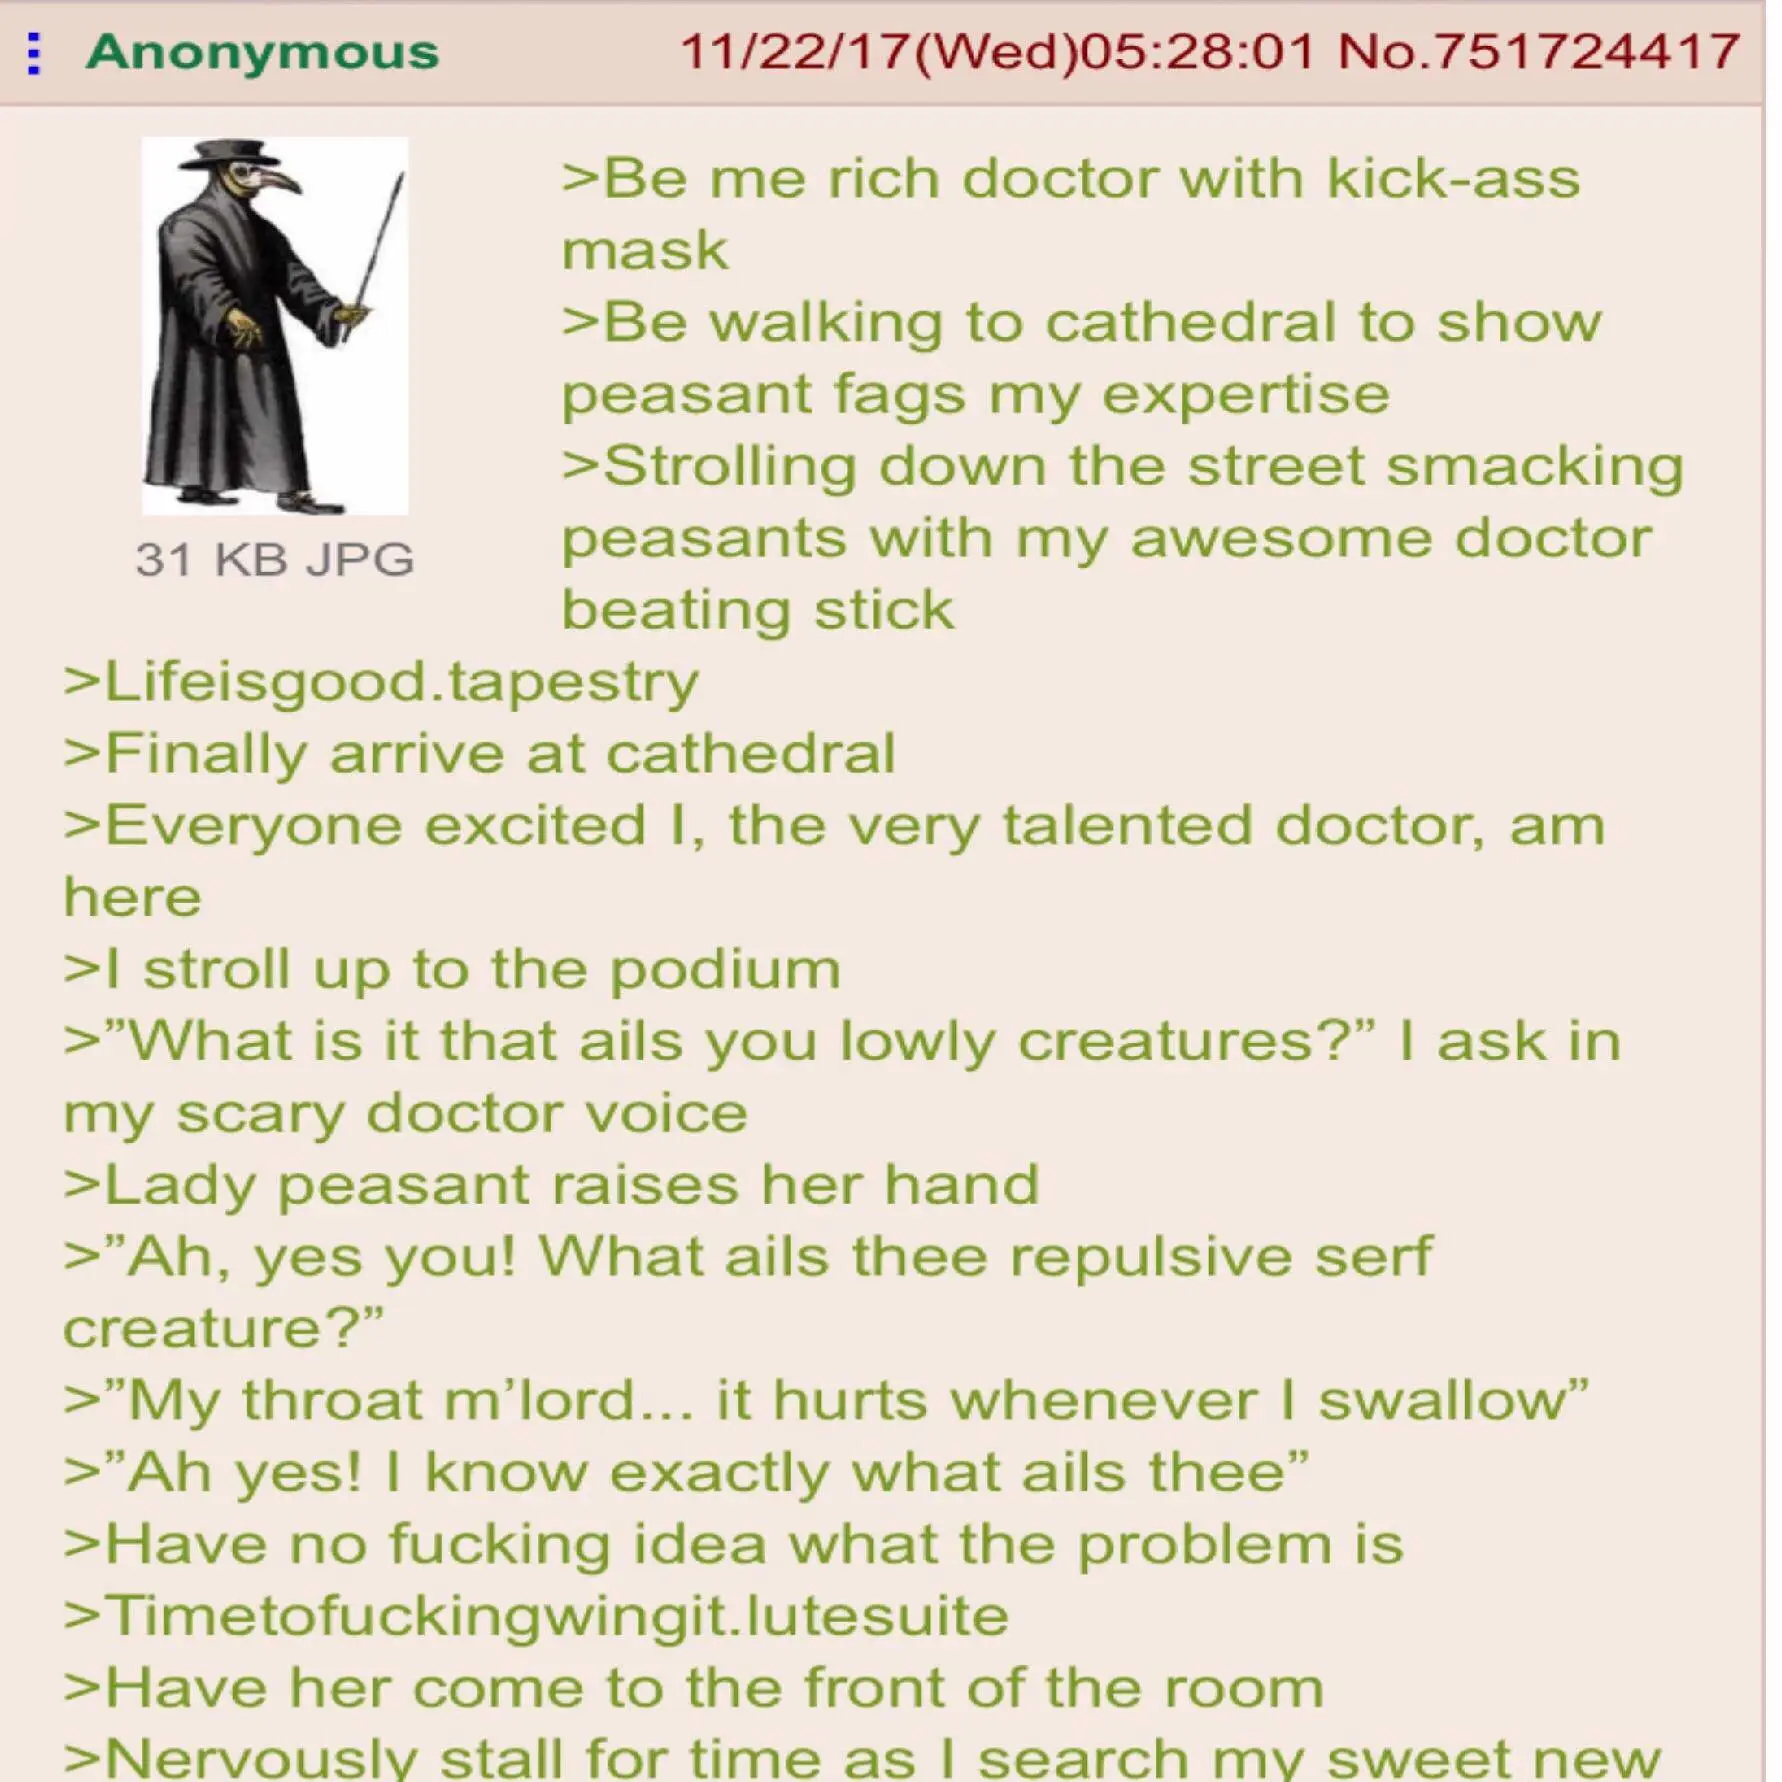 Anonymous 11/22/17(Wed)05:28:01 No.751724417
31 KB JPG
>Be me rich doctor with kick-ass
mask
>Be walking to cathedral to show
peasant fags my expertise
>Strolling down the street smacking
peasants with my awesome doctor
beating stick
>Lifeisgood.tapestry
>Finally arrive at cathedral
>Everyone excited I, the very talented doctor, am
here
>I stroll up to the podium
>”What is it that ails you lowly creatures?” I ask in
my scary doctor voice
>Lady peasant raises her hand
>”Ah, yes you! What ails thee repulsive serf
creature?”
>”My throat m’lord... it hurts whenever I swallow”
>”Ah yes! I know exactly what ails thee”
>Have no fucking idea what the problem is
>Timetofuckingwingit.lutesuite
>Have her come to the front of the room
>Nervously stall for time as I search my sweet new